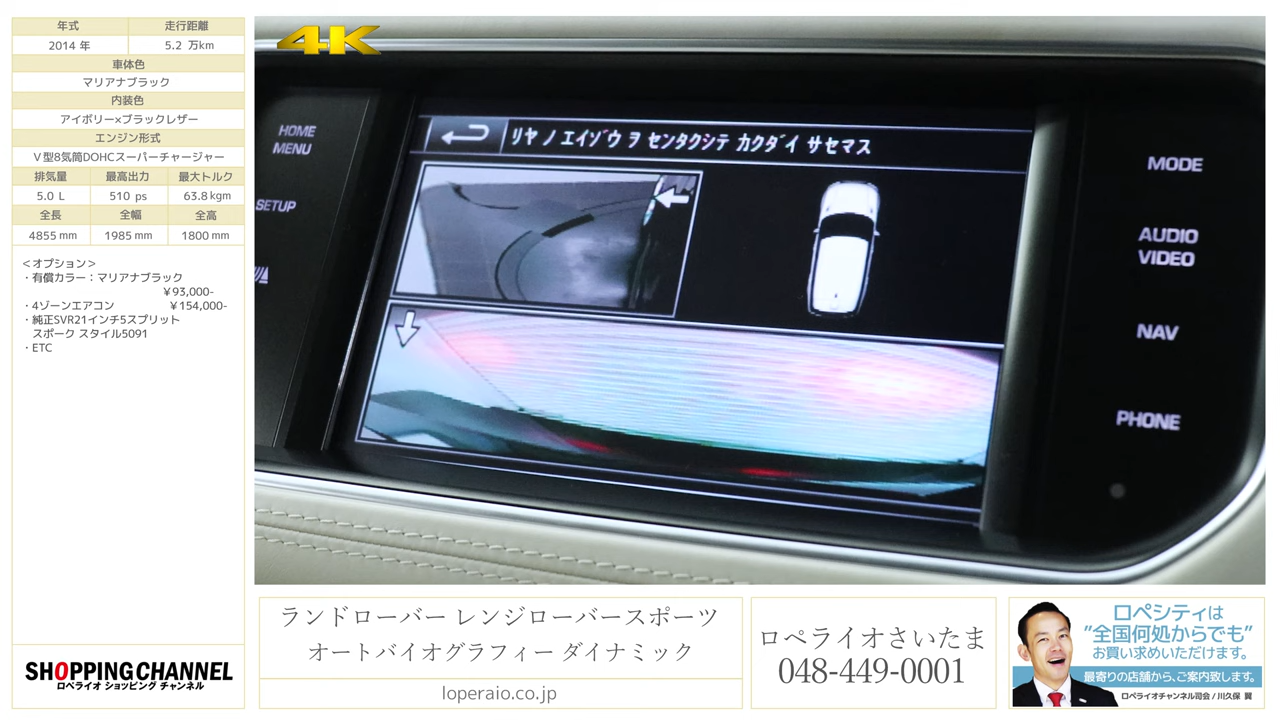 年式 走行距離
2014 年 5.2 万km
車体色
マリアナブラック
内装色
アイボリー×ブラックレザー
エンジン形式
V型8気筒DOHCスーパーチャージャー
排気量 最高出力 最大トルク
5.0 L 510 ps 63.8 kgm
全長 全幅 全高
4855 mm 1985 mm 1800 mm
<オプション>
・有償カラー：マリアナブラック
￥93,000-
・4ゾーンエアコン ￥154,000-
・純正SVR21インチ5スプリット
スポーク スタイル5091
・ETC
SHOPPING CHANNEL
ロペライオ ショッピング チャンネル
4K
HOME
MENU
SETUP
リヤ ノ エイゾウ ヲ センタクシテ カクダイ サセマス
MODE
AUDIO
VIDEO
NAV
PHONE
ランドローバー レンジローバースポーツ
オートバイオグラフィー ダイナミック
loperaio.co.jp
ロペライオさいたま
048-449-0001
ロペシティは
"全国何処からでも"
お買い求めいただけます。
最寄りの店舗から、ご案内致します。
ロペライオチャンネル司会 / 川久保 翼